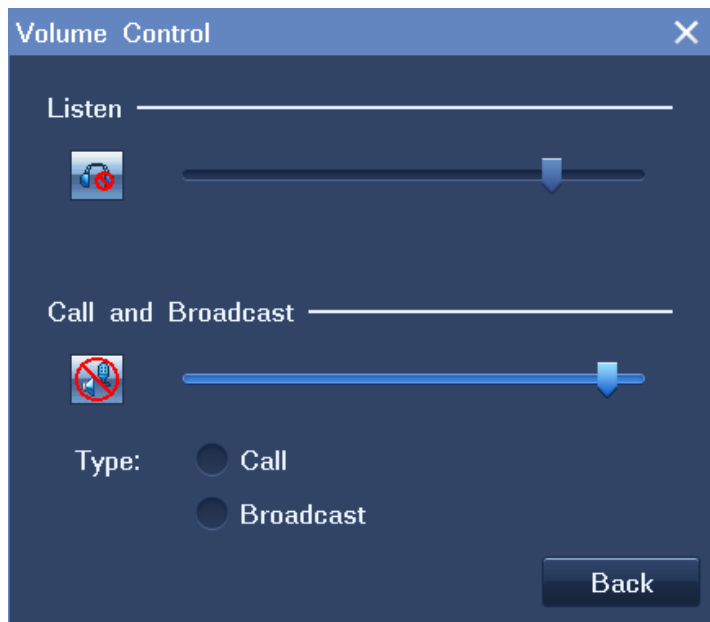 Volume Control
Listen
Call and Broadcast
Type:
Call
Broadcast
Back